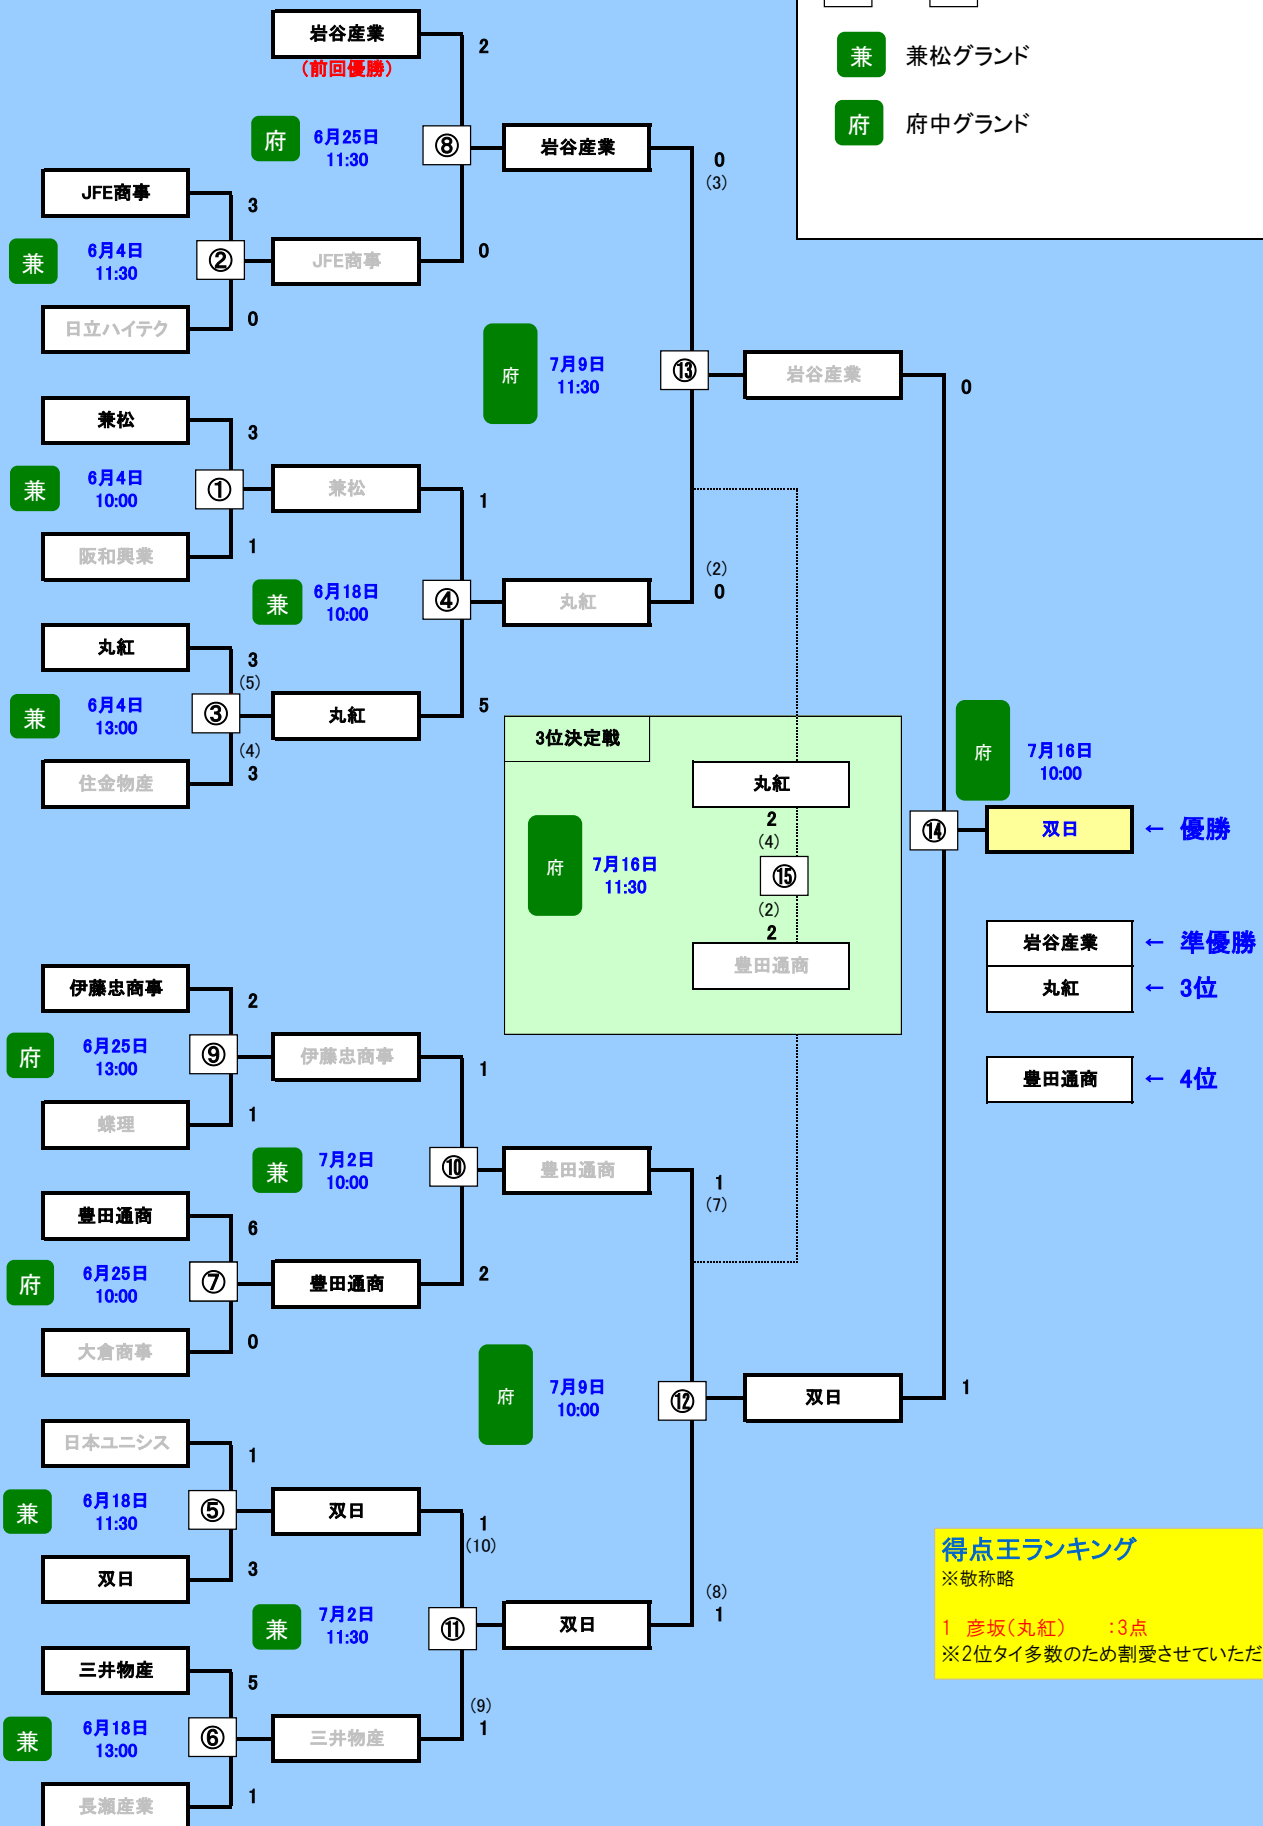 岩谷産業
(前回優勝)
2
兼
兼松グランド
府
府中グランド
府
6月25日
11:30
⑧
岩谷産業
0
(3)
JFE商事
3
兼
6月4日
11:30
②
JFE商事
0
日立ハイテク
0
府
7月9日
11:30
⑬
岩谷産業
0
兼松
3
兼
6月4日
10:00
①
兼松
1
阪和興業
1
兼
6月18日
10:00
④
丸紅
(2)
0
丸紅
3
(5)
兼
6月4日
13:00
③
丸紅
5
(4)
3
住金物産
3位決定戦
丸紅
2
(4)
府
7月16日
11:30
⑮
(2)
2
豊田通商
府
7月16日
10:00
⑭
双日
← 優勝
岩谷産業
← 準優勝
丸紅
← 3位
豊田通商
← 4位
伊藤忠商事
2
府
6月25日
13:00
⑨
伊藤忠商事
1
蝶理
1
兼
7月2日
10:00
⑩
豊田通商
1
(7)
豊田通商
6
府
6月25日
10:00
⑦
豊田通商
2
大倉商事
0
府
7月9日
10:00
⑫
双日
1
日本ユニシス
1
兼
6月18日
11:30
⑤
双日
1
(10)
双日
3
兼
7月2日
11:30
⑪
双日
(8)
1
三井物産
5
兼
6月18日
13:00
⑥
三井物産
(9)
1
長瀬産業
1
得点王ランキング
※敬称略
1 彦坂(丸紅) :3点
※2位タイ多数のため割愛させていただ